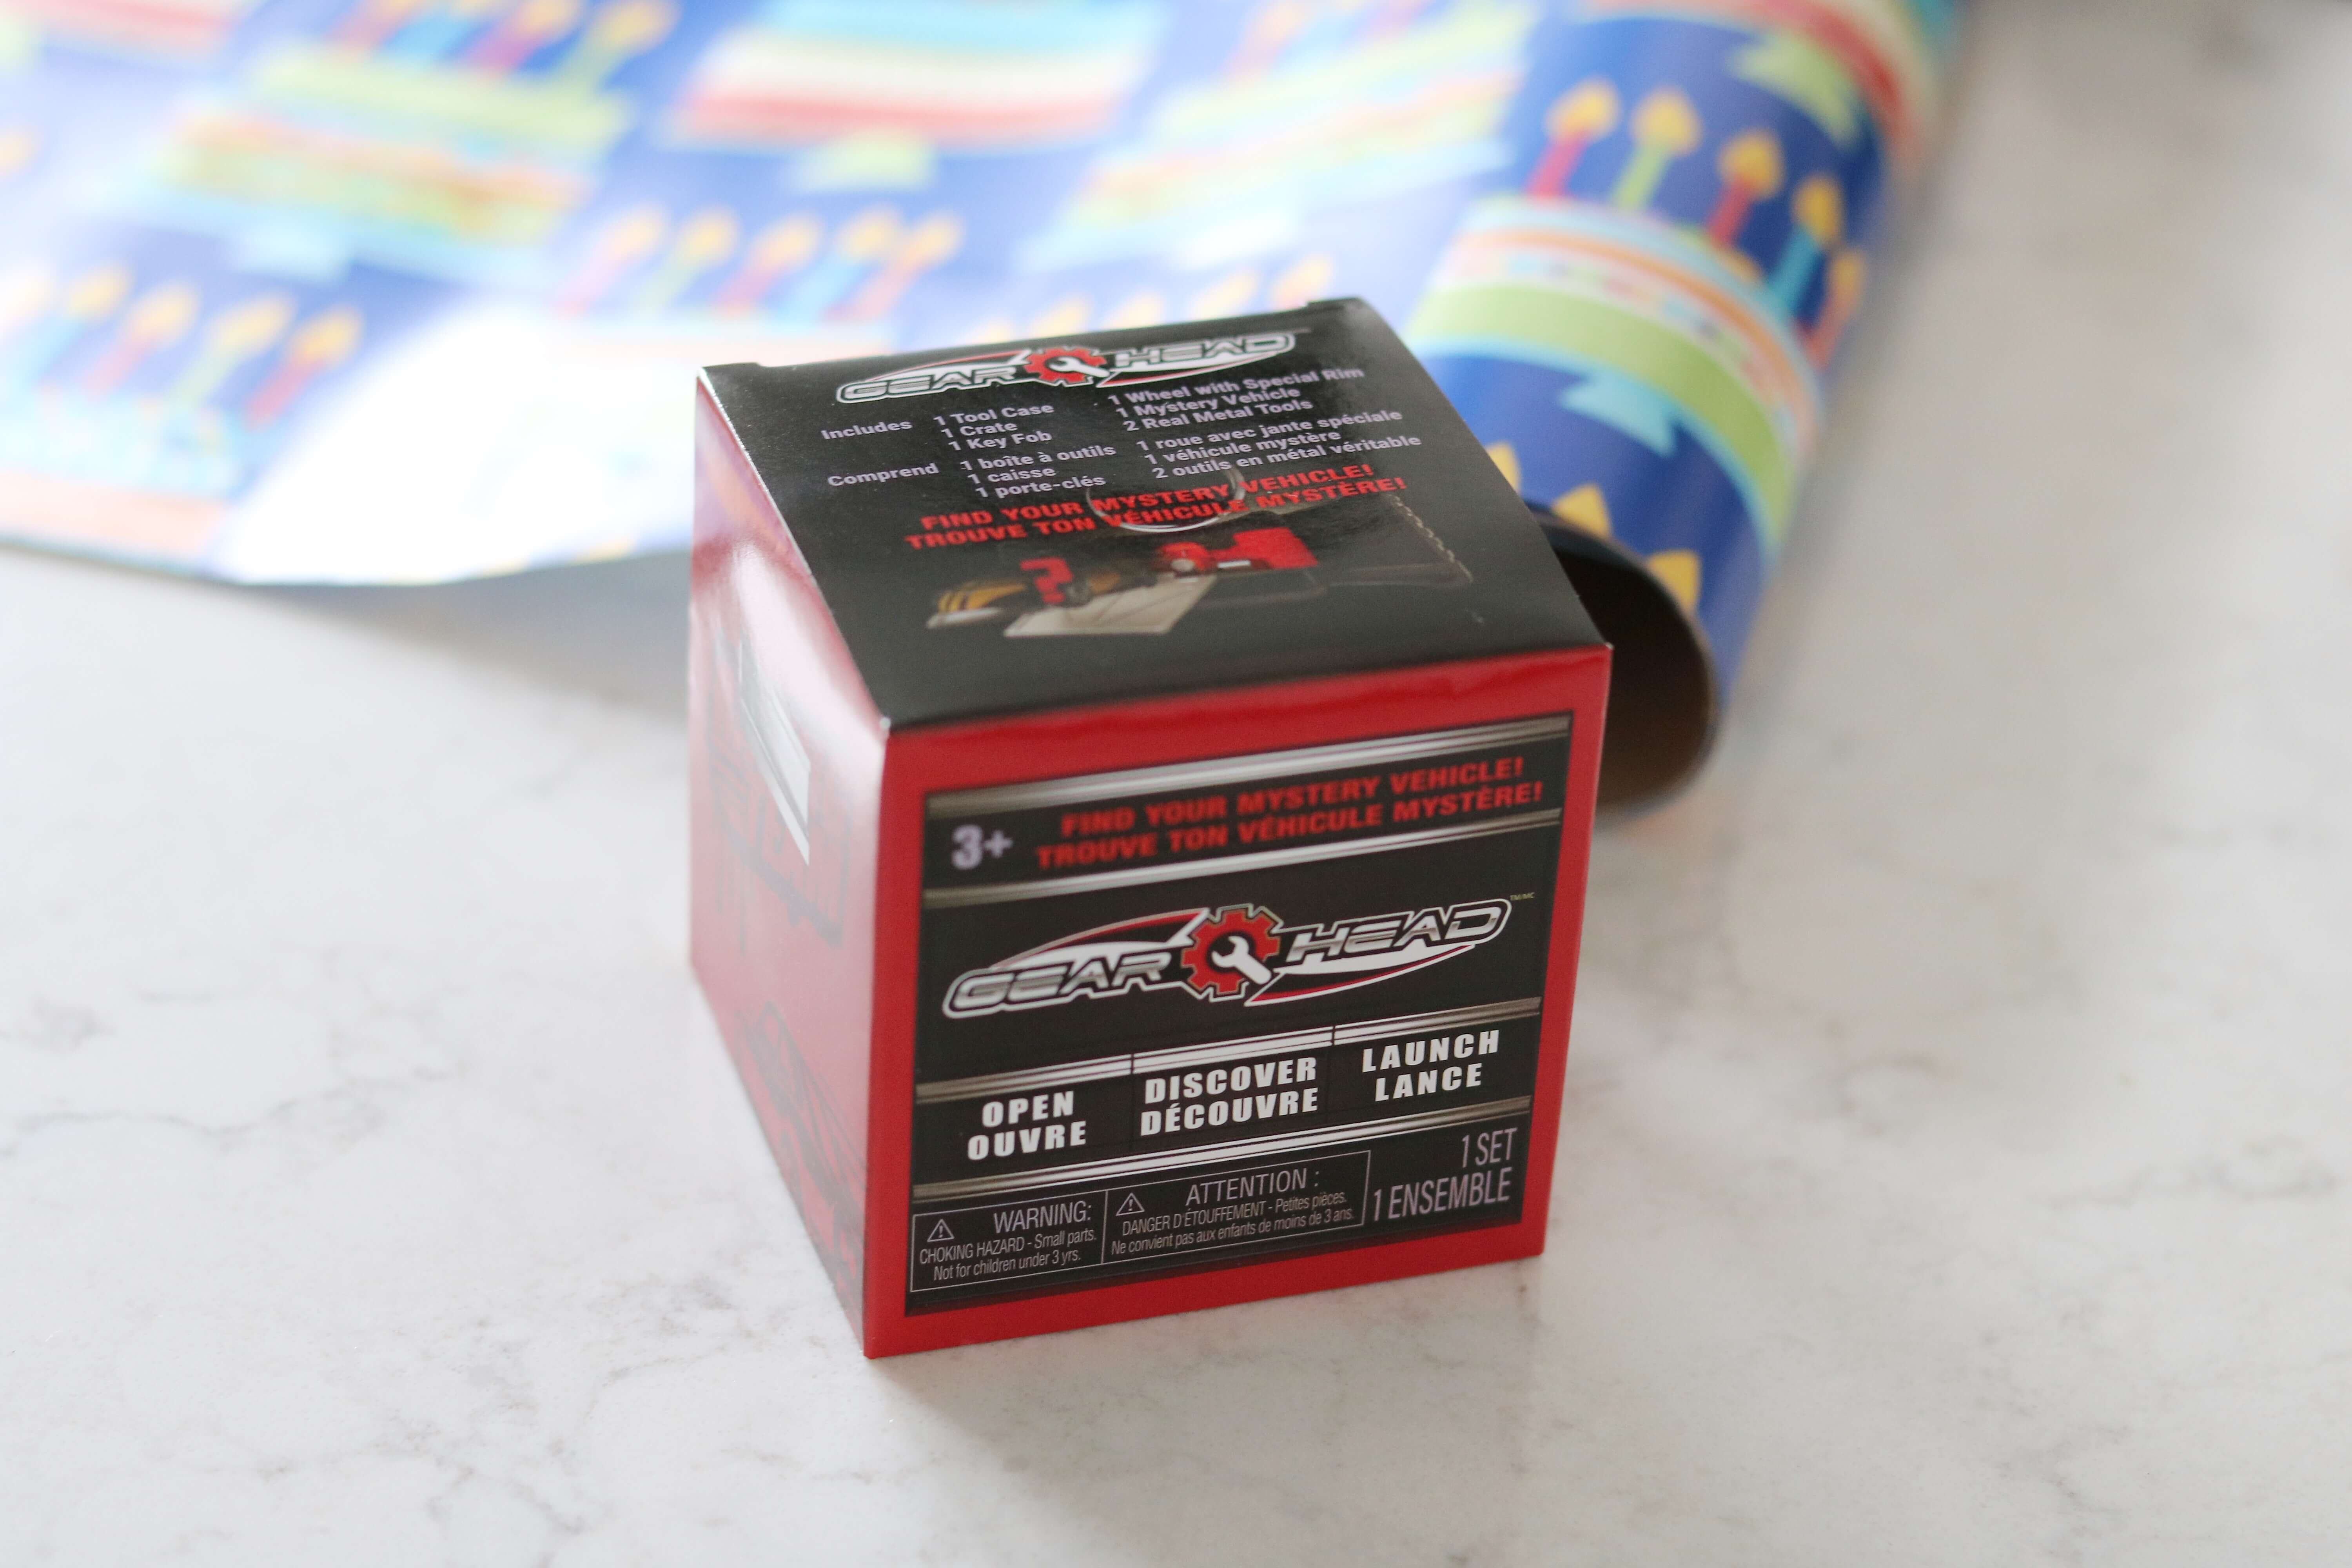 GEAR HEAD
Includes
1 Tool Case
1 Crate
1 Key Fob
1 Wheel with Special Rim
1 Mystery Vehicle
2 Real Metal Tools
Comprend
1 boîte à outils
1 caisse
1 porte-clés
1 roue avec jante spéciale
1 véhicule mystère
2 outils en métal véritable
FIND YOUR MYSTERY VEHICLE!
TROUVE TON VÉHICULE MYSTÈRE!
3+
FIND YOUR MYSTERY VEHICLE!
TROUVE TON VÉHICULE MYSTÈRE!
GEAR HEAD TM/MC
OPEN
OUVRE
DISCOVER
DÉCOUVRE
LAUNCH
LANCE
WARNING:
CHOKING HAZARD - Small parts.
Not for children under 3 yrs.
ATTENTION :
DANGER D'ÉTOUFFEMENT - Petites pièces.
Ne convient pas aux enfants de moins de 3 ans.
1 SET
1 ENSEMBLE